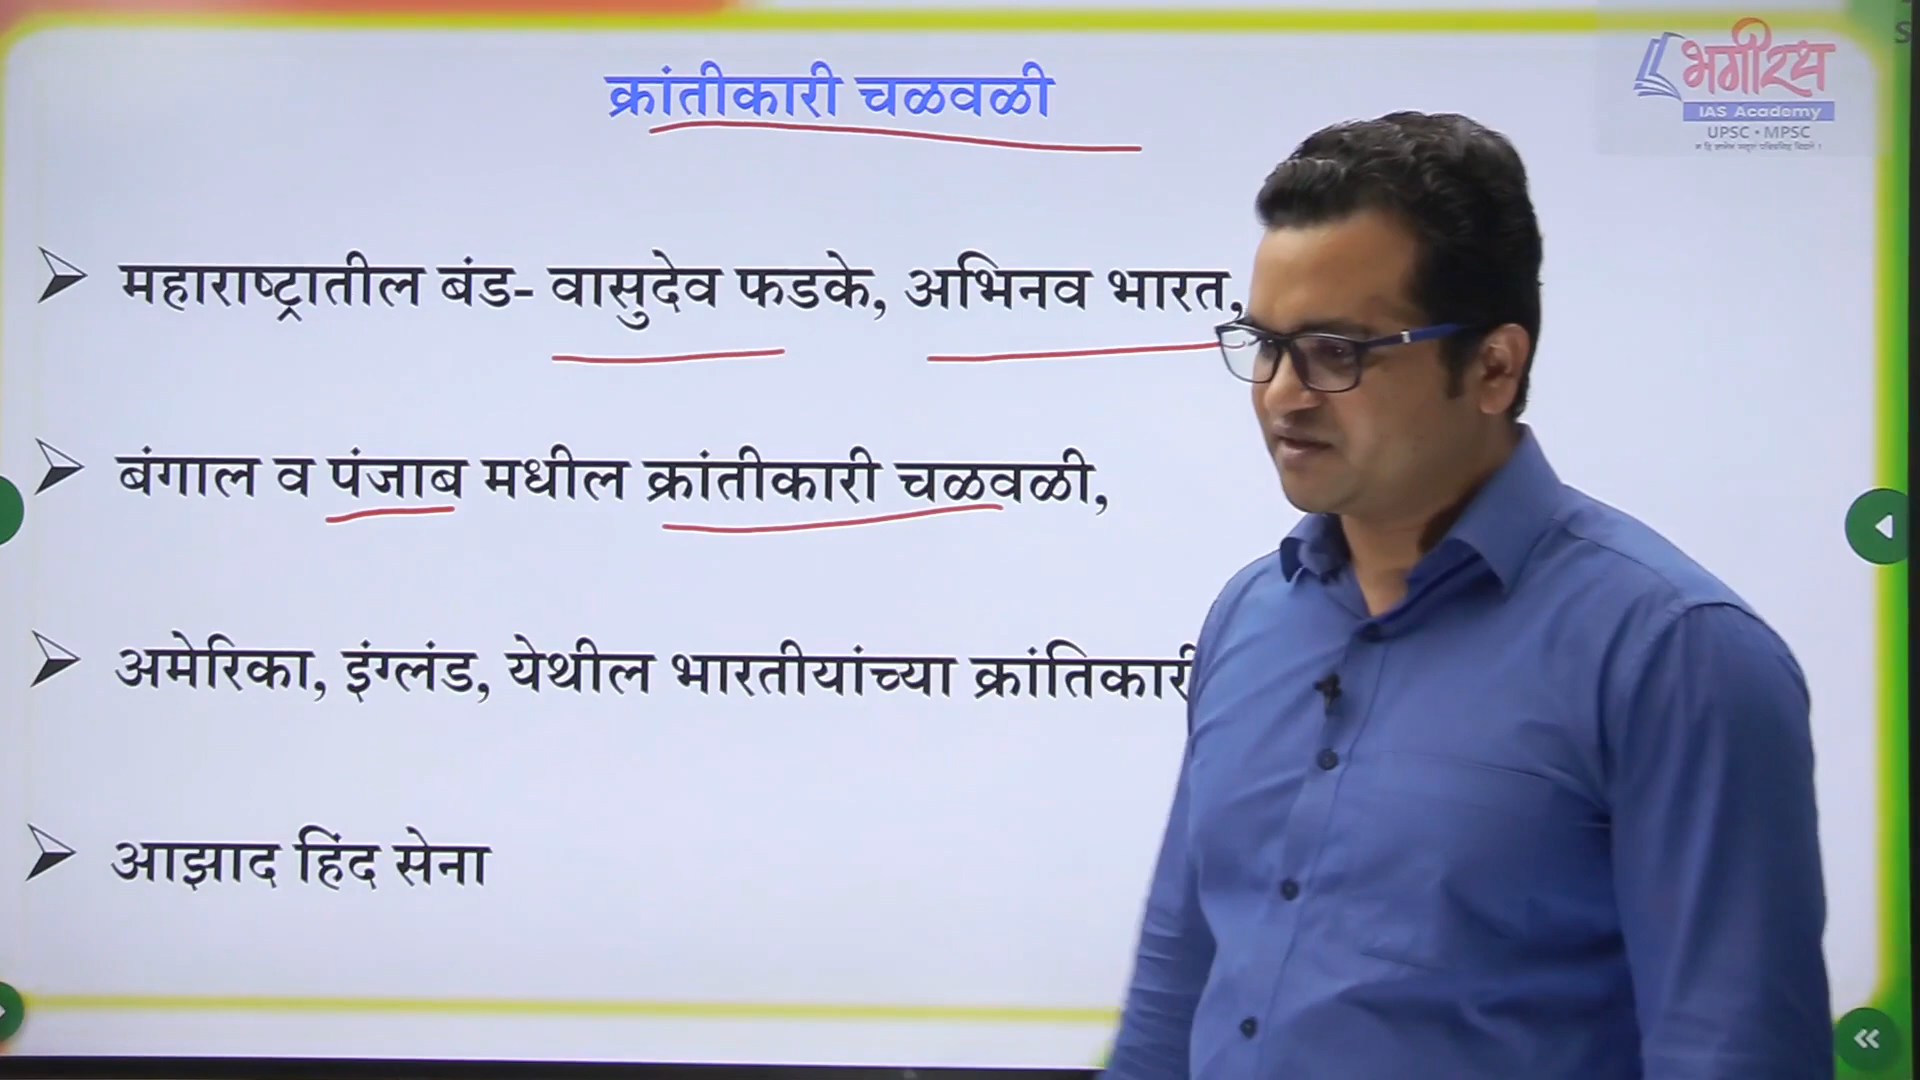 क्रांतीकारी चळवळी
भगीरथ
IAS Academy
UPSC • MPSC
महाराष्ट्रातील बंड- वासुदेव फडके, अभिनव भारत,
बंगाल व पंजाब मधील क्रांतीकारी चळवळी,
अमेरिका, इंग्लंड, येथील भारतीयांच्या क्रांतिकारी
आझाद हिंद सेना